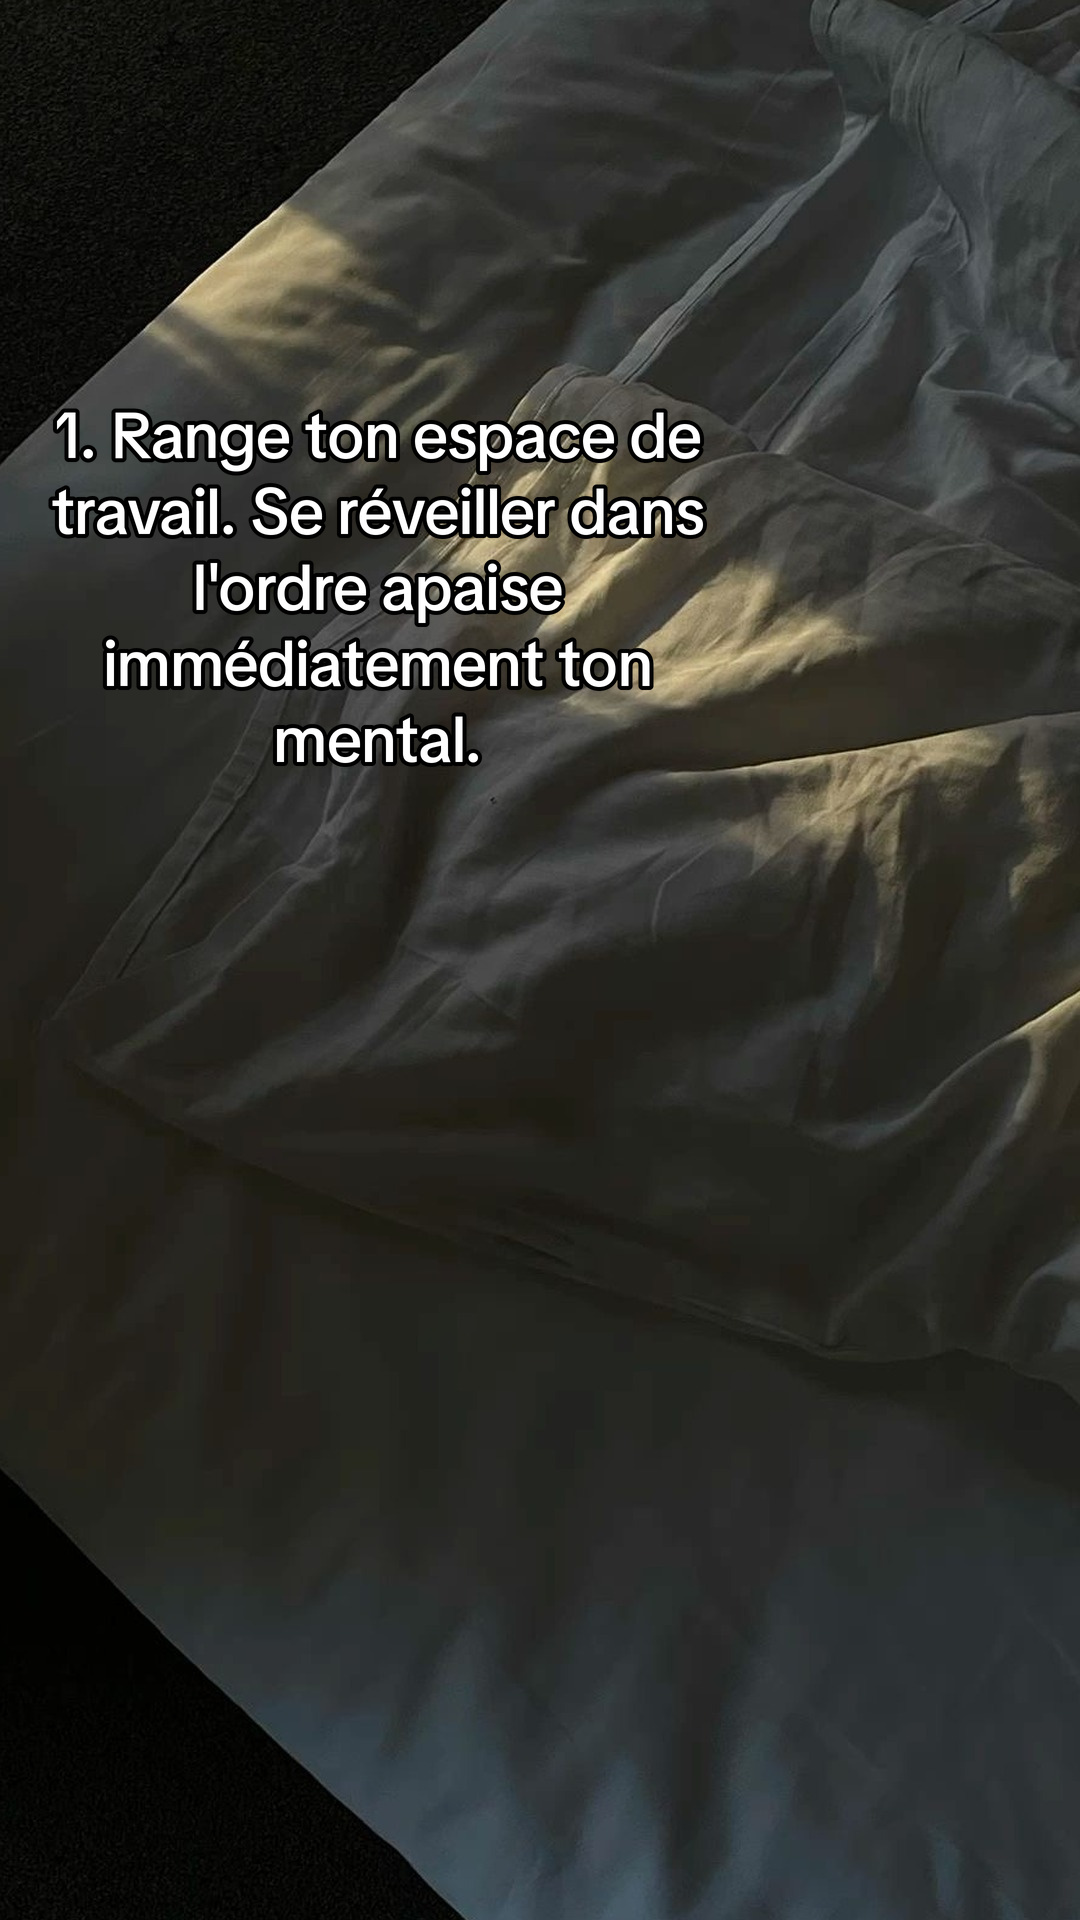 1. Range ton espace de
travail. Se réveiller dans
l'ordre apaise
immédiatement ton
mental.